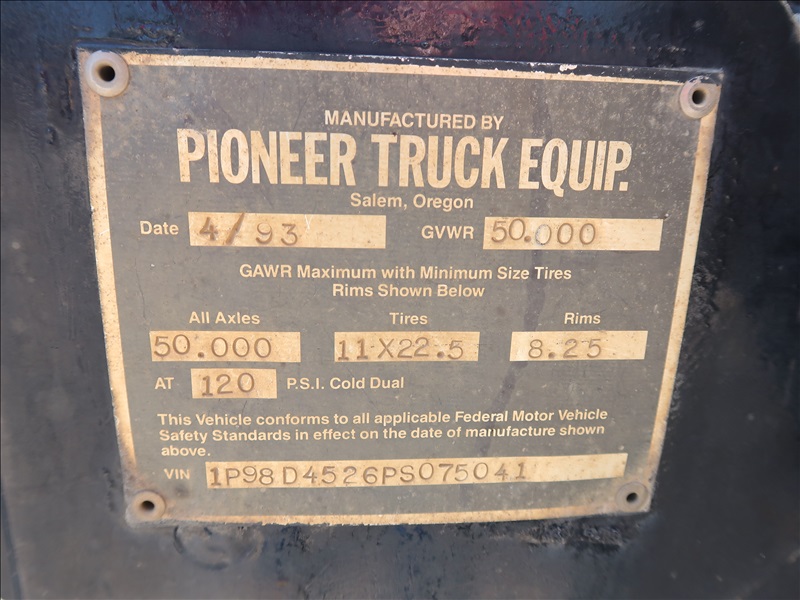 MANUFACTURED BY
PIONEER TRUCK EQUIP.
Salem, Oregon
Date 4/93 GVWR 50.000
GAWR Maximum with Minimum Size Tires
Rims Shown Below
All Axles Tires Rims
50.000 11X22.5 8.25
AT 120 P.S.I. Cold Dual
This Vehicle conforms to all applicable Federal Motor Vehicle
Safety Standards in effect on the date of manufacture shown
above.
VIN 1P98D4526PS075041